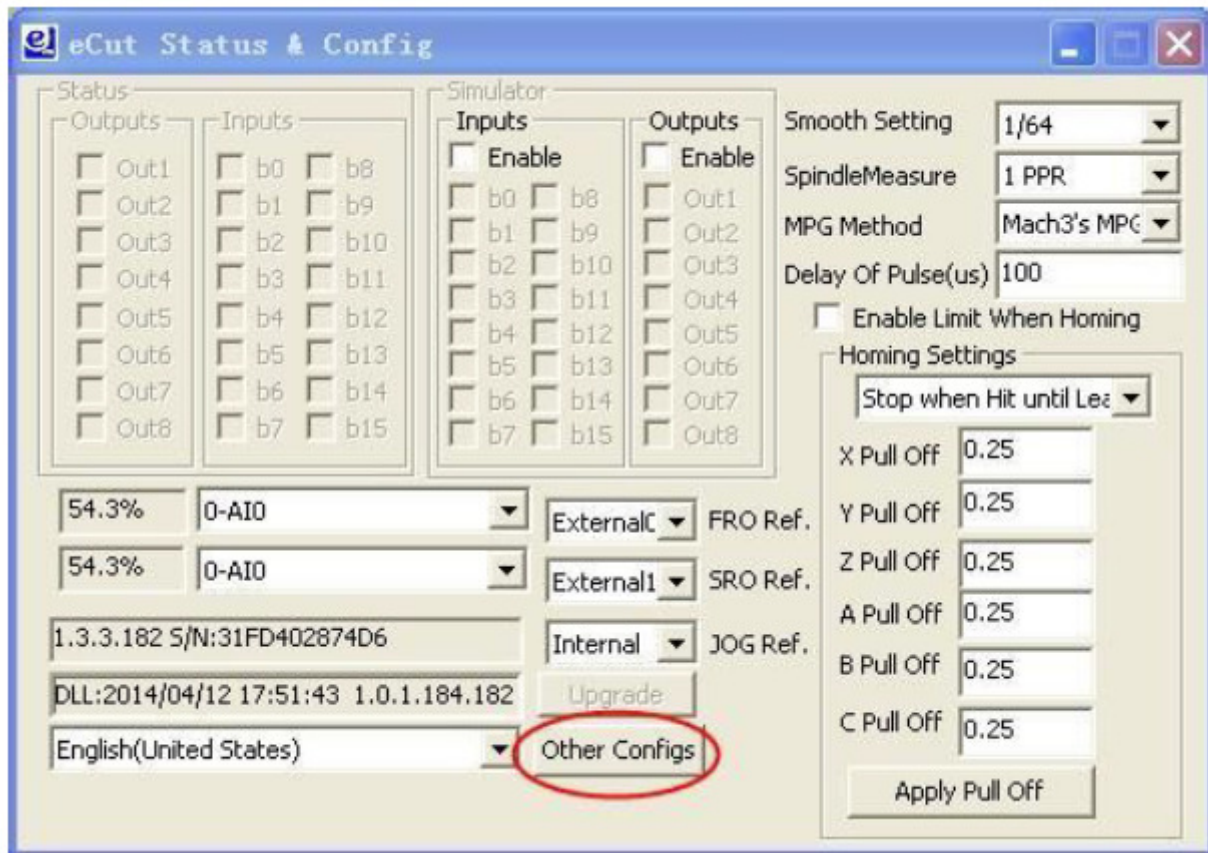 eCut Status & Config
Status
Outputs
Out1
Out2
Out3
Out4
Out5
Out6
Out7
Out8
Inputs
b0 b8
b1 b9
b2 b10
b3 b11
b4 b12
b5 b13
b6 b14
b7 b15
Simulator
Inputs
Enable
b0 b8
b1 b9
b2 b10
b3 b11
b4 b12
b5 b13
b6 b14
b7 b15
Outputs
Enable
Out1
Out2
Out3
Out4
Out5
Out6
Out7
Out8
Smooth Setting 1/64
SpindleMeasure 1 PPR
MPG Method Mach3's MPG
Delay Of Pulse(us) 100
Enable Limit When Homing
Homing Settings
Stop when Hit until Lea
X Pull Off 0.25
Y Pull Off 0.25
Z Pull Off 0.25
A Pull Off 0.25
B Pull Off 0.25
C Pull Off 0.25
Apply Pull Off
54.3% 0-AI0 External0 FRO Ref.
54.3% 0-AI0 External1 SRO Ref.
1.3.3.182 S/N:31FD402874D6 Internal JOG Ref.
DLL:2014/04/12 17:51:43 1.0.1.184.182 Upgrade
English(United States) Other Configs